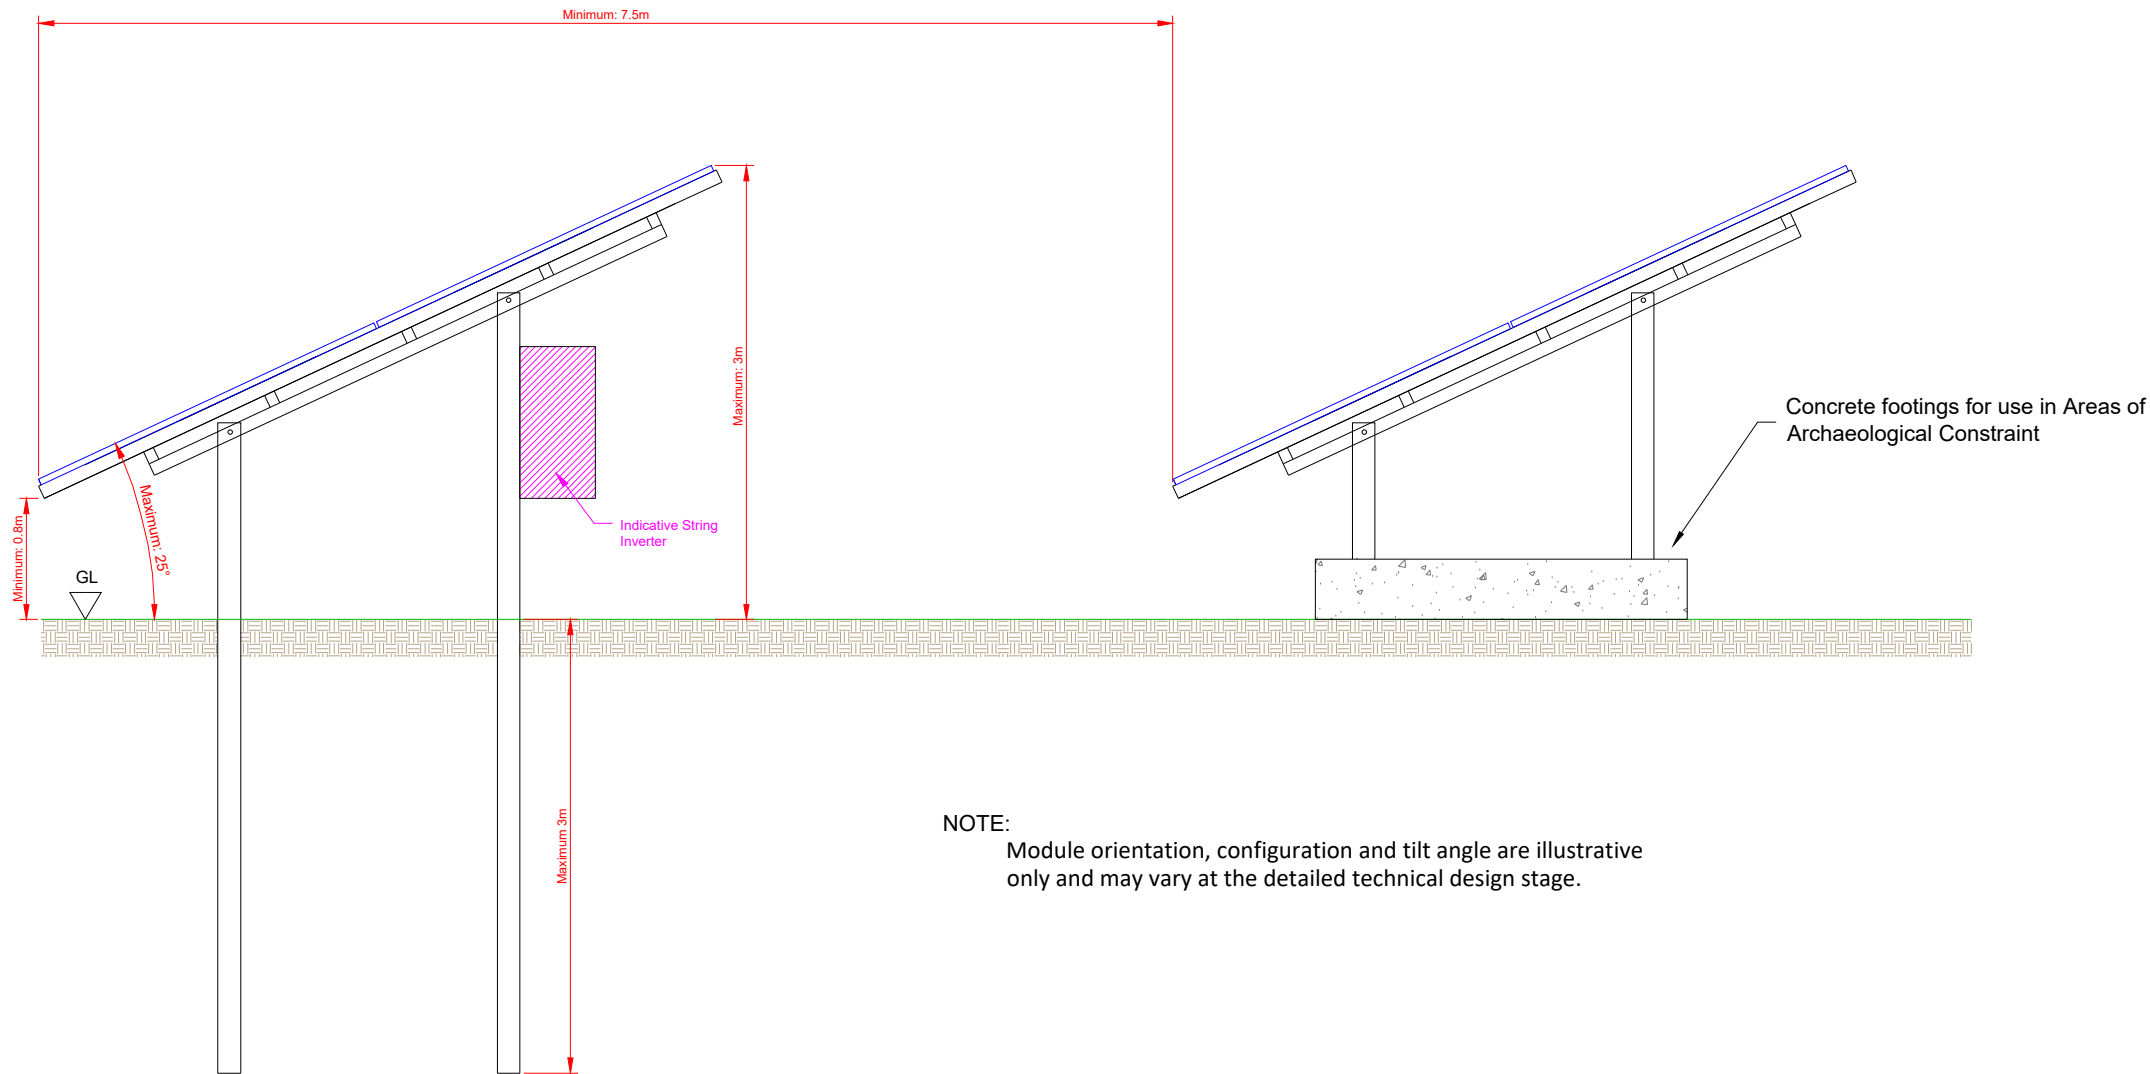 Minimum: 7.5m
Maximum: 3m
Concrete footings for use in Areas of
Archaeological Constraint
Maximum: 25°
Indicative String
Inverter
Minimum: 0.8m
GL
Maximum 3m
NOTE:
Module orientation, configuration and tilt angle are illustrative
only and may vary at the detailed technical design stage.